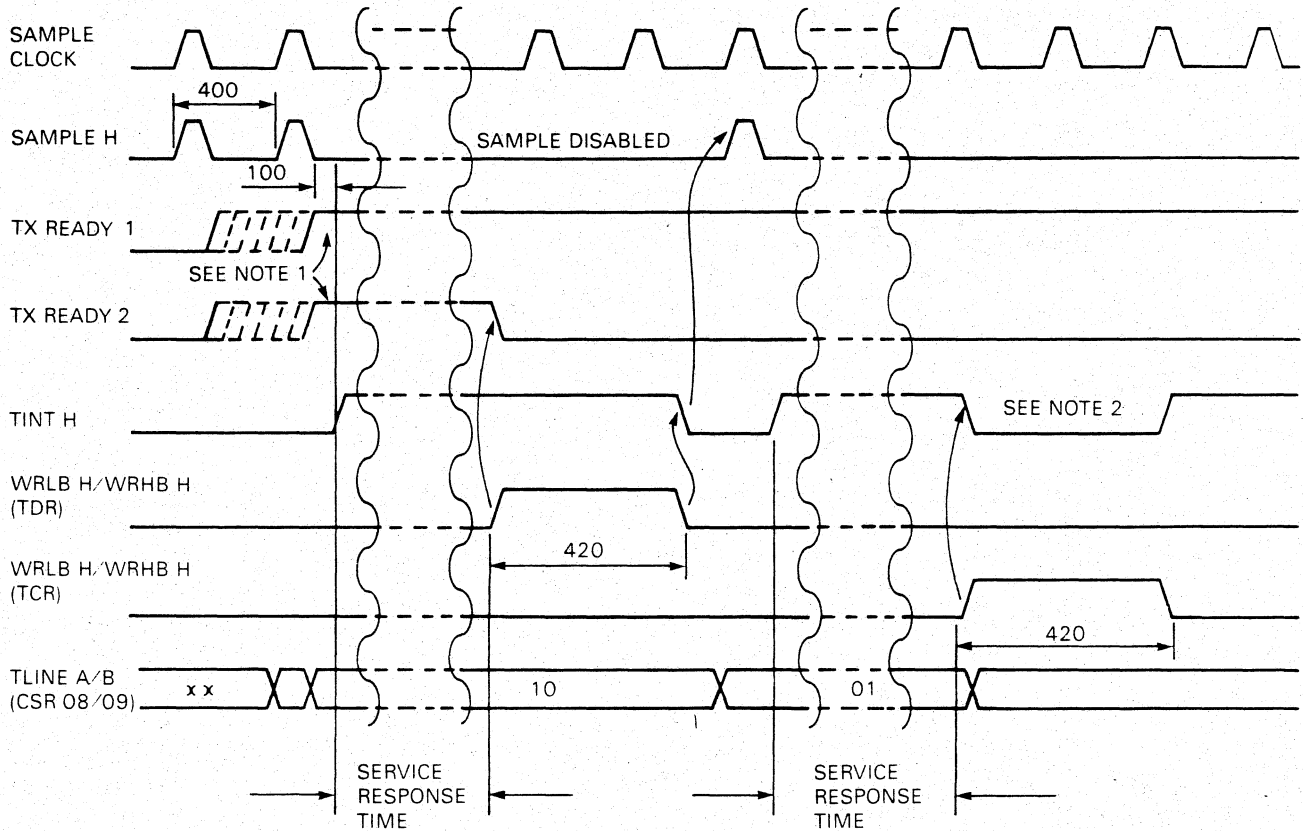 SAMPLE
CLOCK
400
SAMPLE H
SAMPLE DISABLED
100
TX READY 1
SEE NOTE 1
TX READY 2
TINT H
SEE NOTE 2
WRLB H/WRHB H
(TDR)
420
WRLB H/WRHB H
(TCR)
420
TLINE A/B
(CSR 08/09)
x x
10
01
SERVICE
RESPONSE
TIME
SERVICE
RESPONSE
TIME